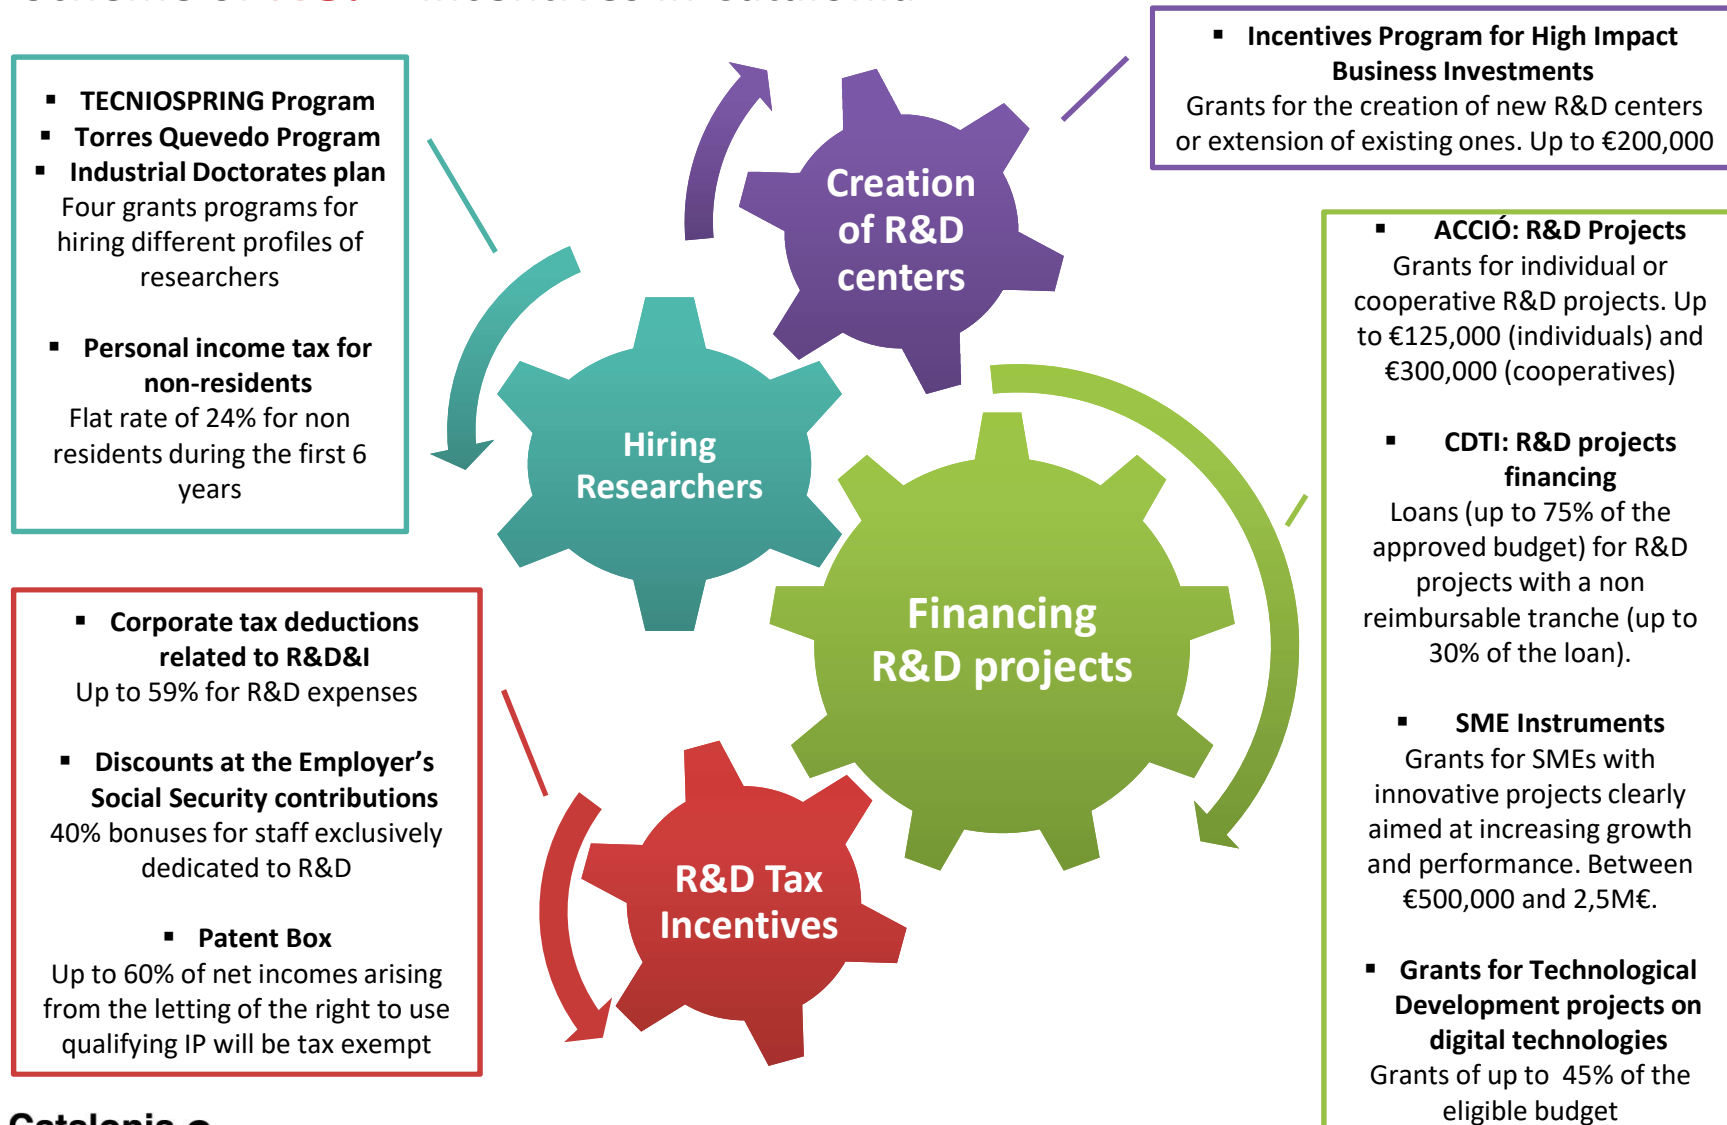 ▪ TECNIOSPRING Program
▪ Torres Quevedo Program
▪ Industrial Doctorates plan
Four grants programs for
hiring different profiles of
researchers
▪ Personal income tax for
non-residents
Flat rate of 24% for non
residents during the first 6
years
▪ Corporate tax deductions
related to R&D&I
Up to 59% for R&D expenses
▪ Discounts at the Employer’s
Social Security contributions
40% bonuses for staff exclusively
dedicated to R&D
▪ Patent Box
Up to 60% of net incomes arising
from the letting of the right to use
qualifying IP will be tax exempt
Creation
of R&D
centers
Hiring
Researchers
Financing
R&D projects
R&D Tax
Incentives
▪ Incentives Program for High Impact
Business Investments
Grants for the creation of new R&D centers
or extension of existing ones. Up to €200,000
▪ ACCIÓ: R&D Projects
Grants for individual or
cooperative R&D projects. Up
to €125,000 (individuals) and
€300,000 (cooperatives)
▪ CDTI: R&D projects
financing
Loans (up to 75% of the
approved budget) for R&D
projects with a non
reimbursable tranche (up to
30% of the loan).
▪ SME Instruments
Grants for SMEs with
innovative projects clearly
aimed at increasing growth
and performance. Between
€500,000 and 2,5M€.
▪ Grants for Technological
Development projects on
digital technologies
Grants of up to 45% of the
eligible budget